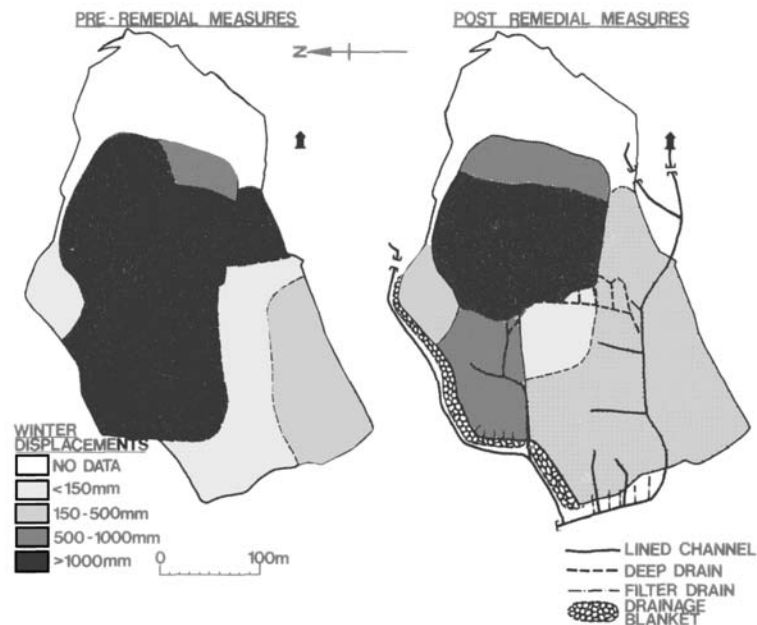 PRE-REMEDIAL MEASURES
POST REMEDIAL MEASURES
N
WINTER
DISPLACEMENTS
NO DATA
<150mm
150-500mm
500-1000mm
>1000mm
0 100m
LINED CHANNEL
DEEP DRAIN
FILTER DRAIN
DRAINAGE
BLANKET